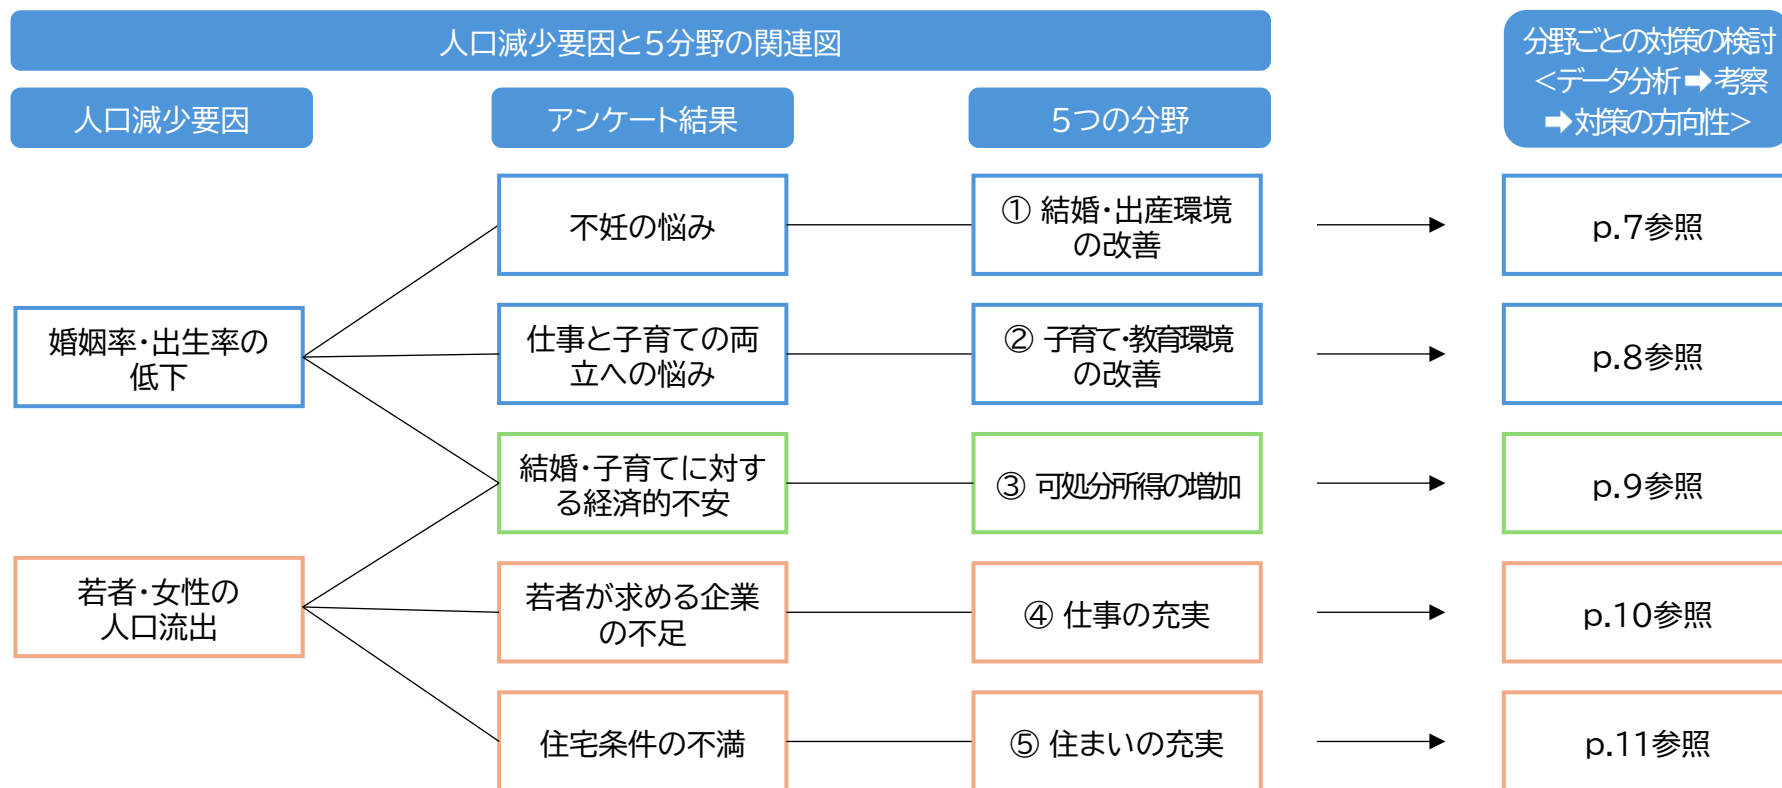 人口減少要因と5分野の関連図
分野ごとの対策の検討
<データ分析➡考察
➡対策の方向性>
人口減少要因
アンケート結果
5つの分野
不妊の悩み
① 結婚・出産環境
の改善
p.7参照
婚姻率・出生率の
低下
仕事と子育ての両
立への悩み
② 子育て・教育環境
の改善
p.8参照
結婚・子育てに対す
る経済的不安
③ 可処分所得の増加
p.9参照
若者・女性の
人口流出
若者が求める企業
の不足
④ 仕事の充実
p.10参照
住宅条件の不満
⑤ 住まいの充実
p.11参照